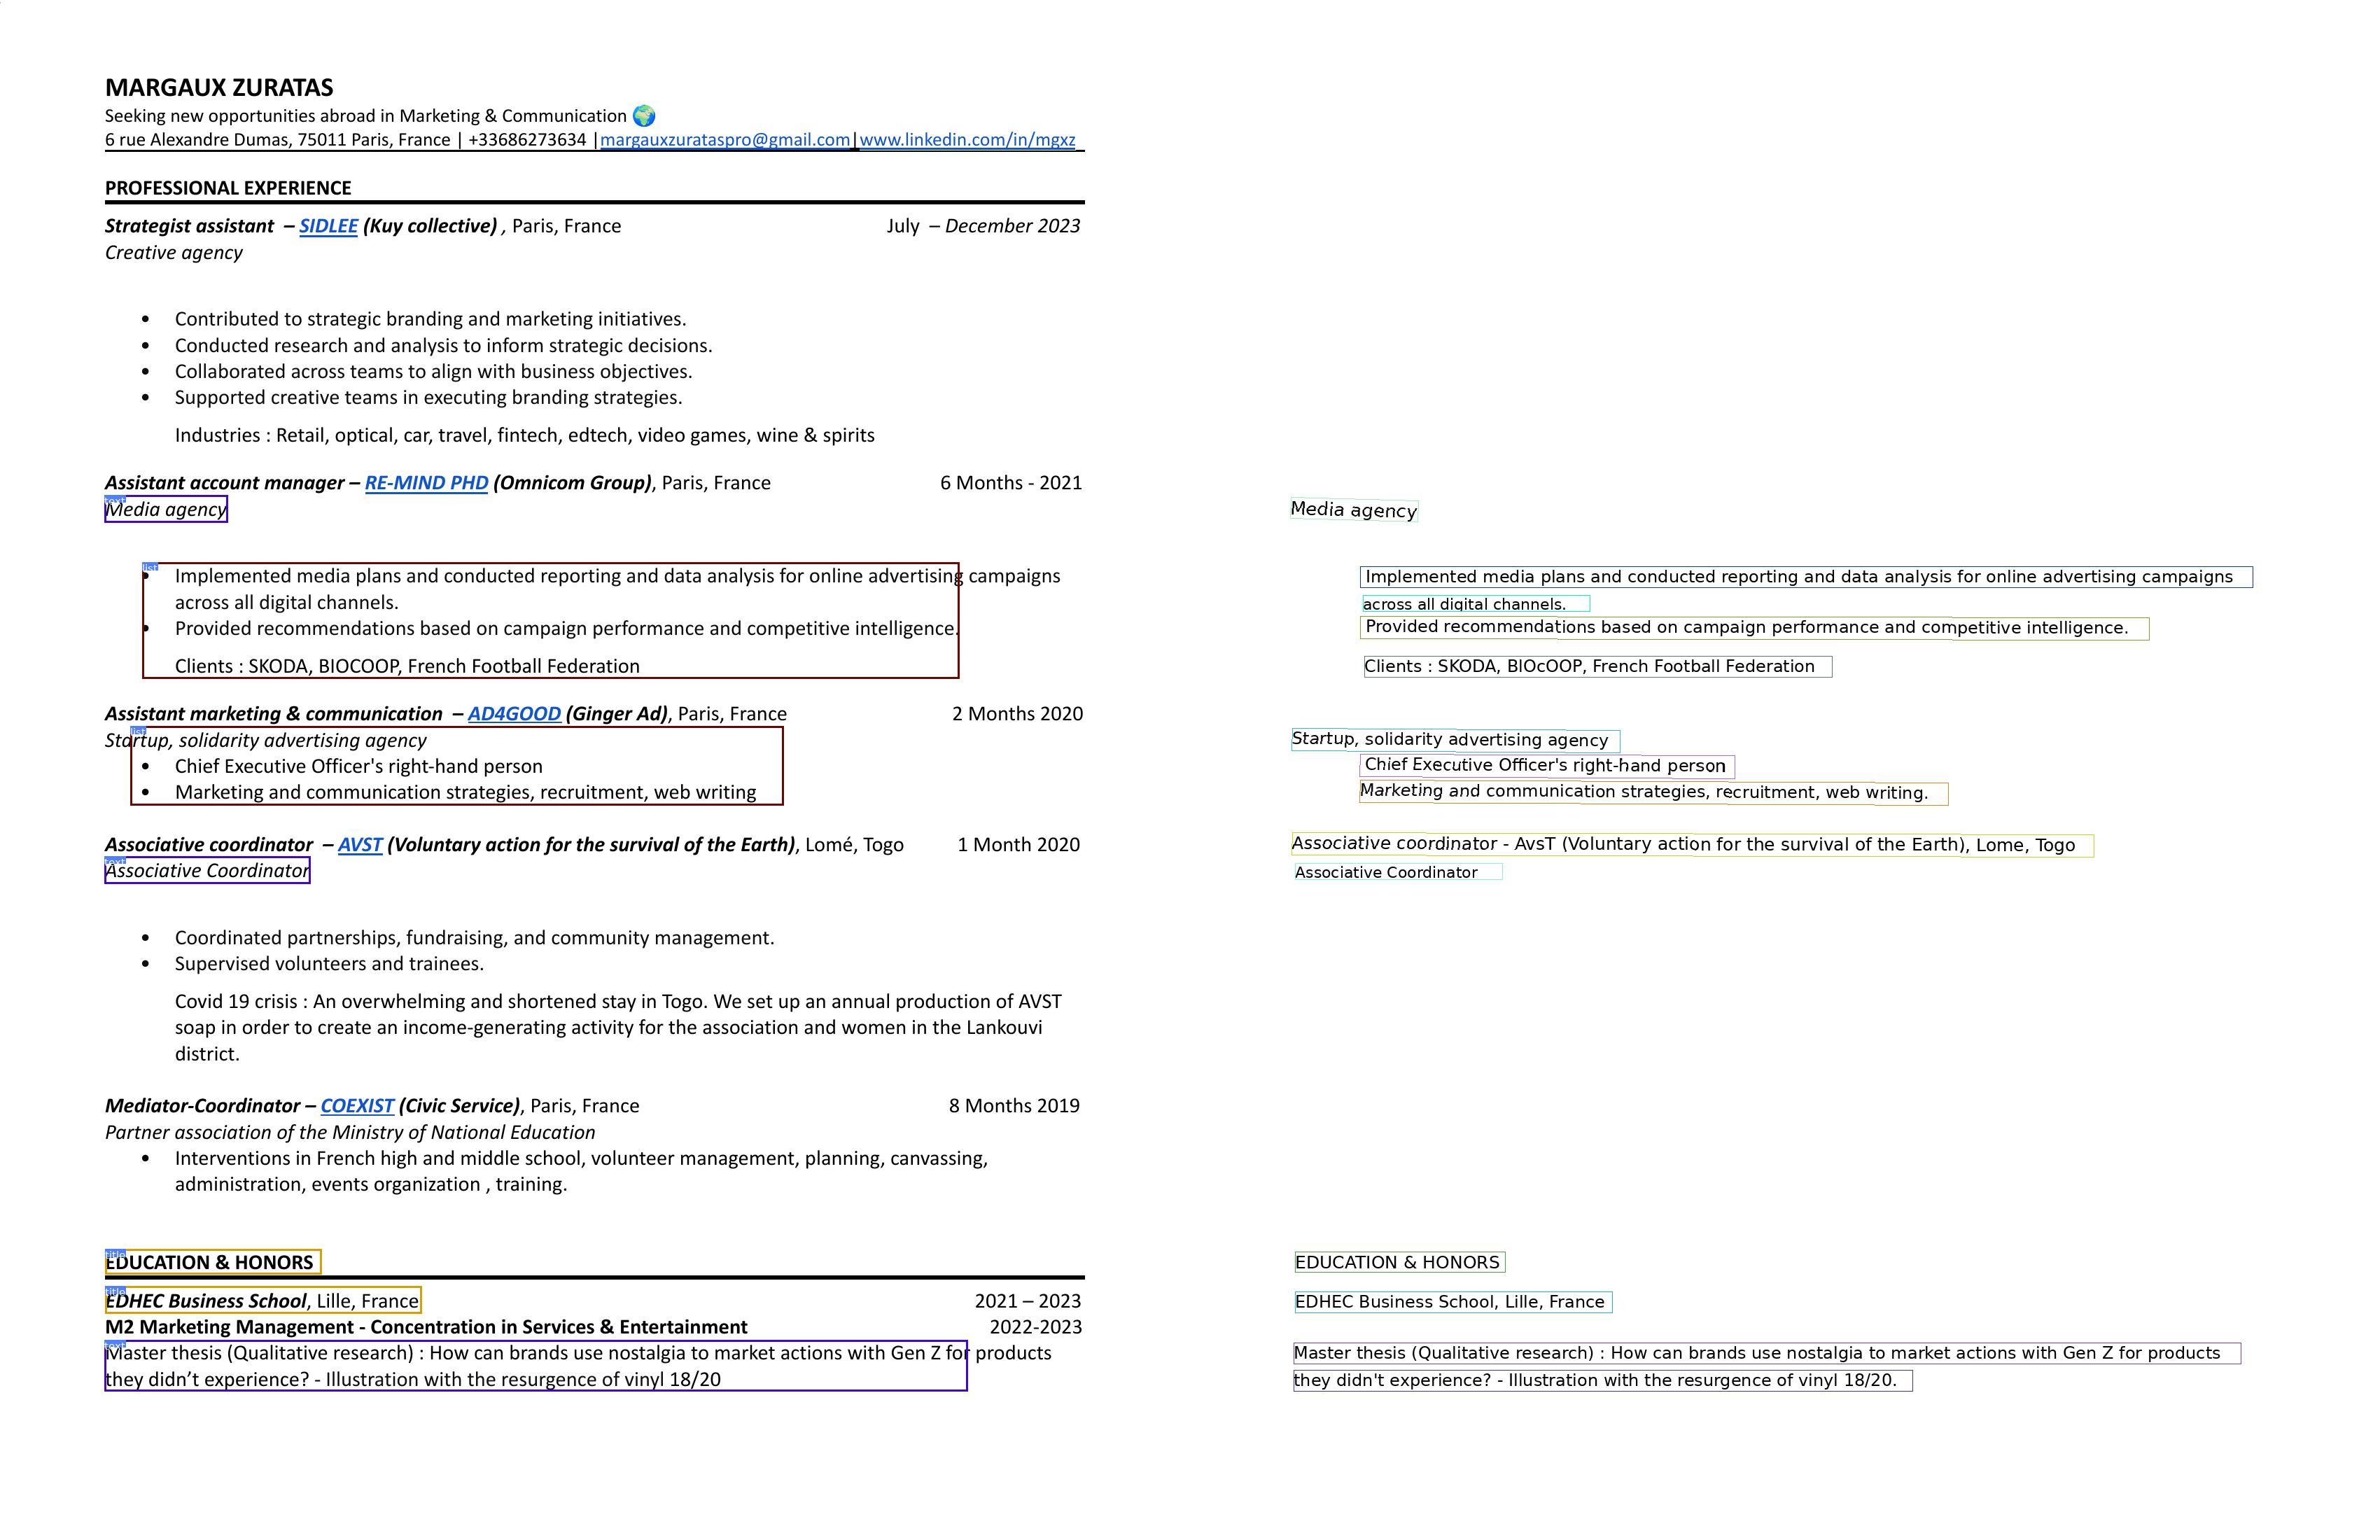 MARGAUX ZURATAS
Seeking new opportunities abroad in Marketing & Communication 🌍
6 rue Alexandre Dumas, 75011 Paris, France | +33686273634 |margauxzurataspro@gmail.com|www.linkedin.com/in/mgxz
PROFESSIONAL EXPERIENCE
Strategist assistant – SIDLEE (Kuy collective) , Paris, France July – December 2023
Creative agency
• Contributed to strategic branding and marketing initiatives.
• Conducted research and analysis to inform strategic decisions.
• Collaborated across teams to align with business objectives.
• Supported creative teams in executing branding strategies.
Industries : Retail, optical, car, travel, fintech, edtech, video games, wine & spirits
Assistant account manager – RE-MIND PHD (Omnicom Group), Paris, France 6 Months - 2021
text
Media agency
list
• Implemented media plans and conducted reporting and data analysis for online advertising campaigns
across all digital channels.
• Provided recommendations based on campaign performance and competitive intelligence.
Clients : SKODA, BIOCOOP, French Football Federation
Assistant marketing & communication – AD4GOOD (Ginger Ad), Paris, France 2 Months 2020
list
Startup, solidarity advertising agency
• Chief Executive Officer's right-hand person
• Marketing and communication strategies, recruitment, web writing
Associative coordinator – AVST (Voluntary action for the survival of the Earth), Lomé, Togo 1 Month 2020
text
Associative Coordinator
• Coordinated partnerships, fundraising, and community management.
• Supervised volunteers and trainees.
Covid 19 crisis : An overwhelming and shortened stay in Togo. We set up an annual production of AVST
soap in order to create an income-generating activity for the association and women in the Lankouvi
district.
Mediator-Coordinator – COEXIST (Civic Service), Paris, France 8 Months 2019
Partner association of the Ministry of National Education
• Interventions in French high and middle school, volunteer management, planning, canvassing,
administration, events organization , training.
title
EDUCATION & HONORS
title
EDHEC Business School, Lille, France 2021 – 2023
M2 Marketing Management - Concentration in Services & Entertainment 2022-2023
text
Master thesis (Qualitative research) : How can brands use nostalgia to market actions with Gen Z for products
they didn’t experience? - Illustration with the resurgence of vinyl 18/20
Media agency
Implemented media plans and conducted reporting and data analysis for online advertising campaigns
across all digital channels.
Provided recommendations based on campaign performance and competitive intelligence.
Clients : SKODA, BIOcOOP, French Football Federation
Startup, solidarity advertising agency
Chief Executive Officer's right-hand person
Marketing and communication strategies, recruitment, web writing.
Associative coordinator - AvsT (Voluntary action for the survival of the Earth), Lome, Togo
Associative Coordinator
EDUCATION & HONORS
EDHEC Business School, Lille, France
Master thesis (Qualitative research) : How can brands use nostalgia to market actions with Gen Z for products
they didn't experience? - Illustration with the resurgence of vinyl 18/20.